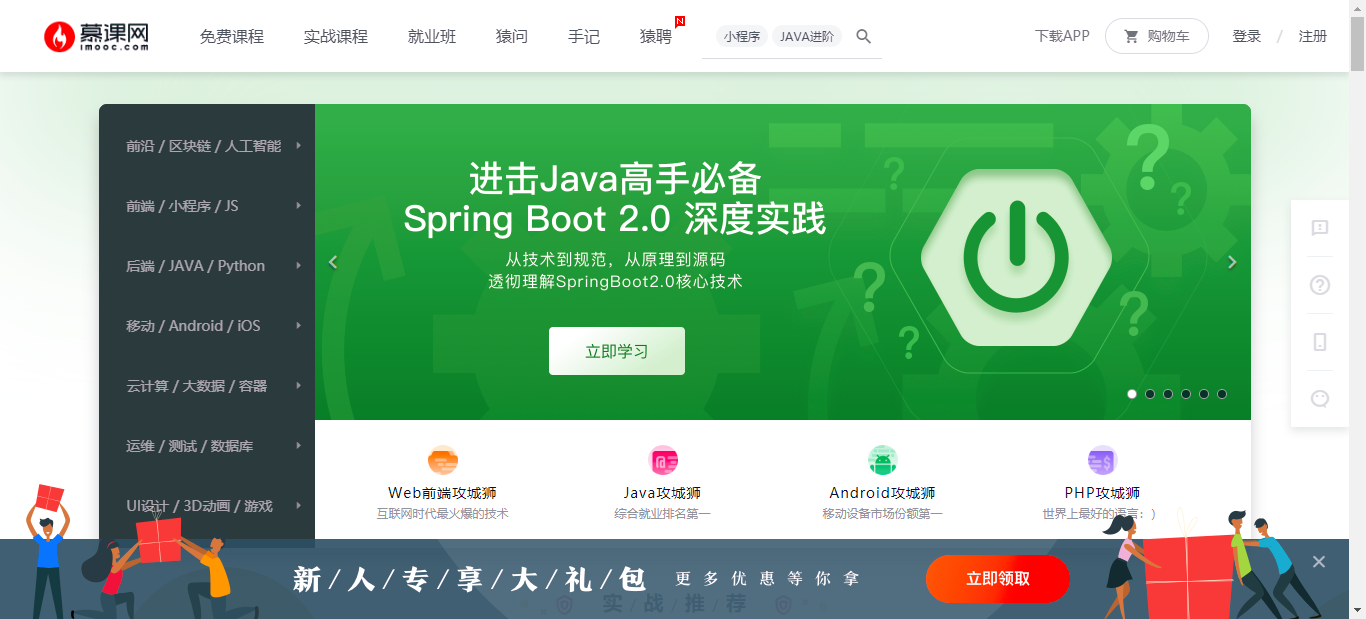 慕课网
imooc.com
免费课程
实战课程
就业班
猿问
手记
猿聘
N
小程序
JAVA进阶
下载APP
购物车
登录
/
注册
前沿 / 区块链 / 人工智能
前端 / 小程序 / JS
后端 / JAVA / Python
移动 / Android / iOS
云计算 / 大数据 / 容器
运维 / 测试 / 数据库
UI设计 / 3D动画 / 游戏
进击Java高手必备
Spring Boot 2.0 深度实践
从技术到规范，从原理到源码
透彻理解SpringBoot2.0核心技术
立即学习
Web前端攻城狮
互联网时代最火爆的技术
Java攻城狮
综合就业排名第一
Android攻城狮
移动设备市场份额第一
PHP攻城狮
世界上最好的语言：）
新 / 人 / 专 / 享 / 大 / 礼 / 包
更多优惠等你拿
立即领取
实 / 战 / 推 / 荐